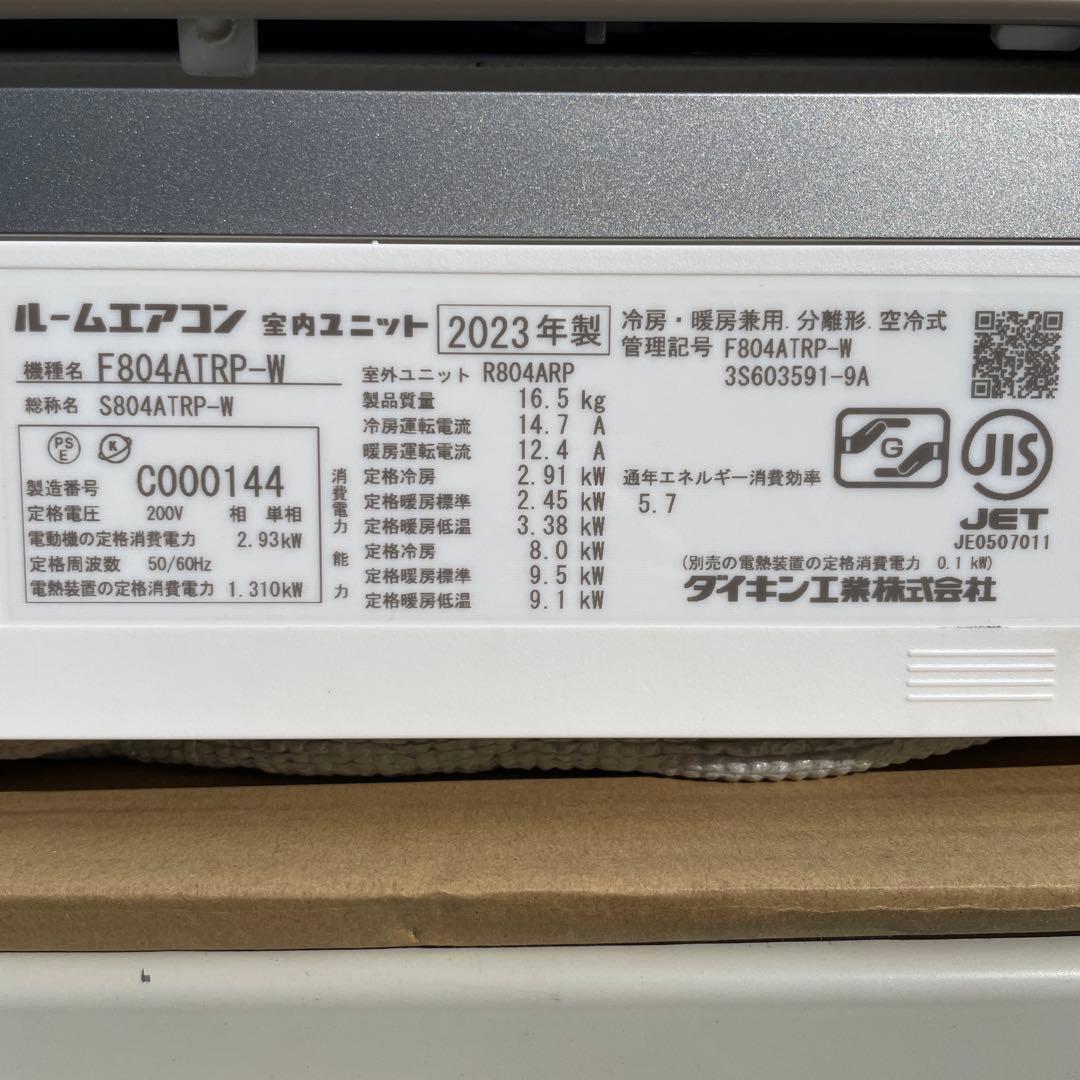 ルームエアコン 室内ユニット 2023年製
機種名 F804ATRP-W
総称名 S804ATRP-W
PS
E
K
製造番号 C000144
定格電圧 200V 相 単相
電動機の定格消費電力 2.93kW
定格周波数 50/60Hz
電熱装置の定格消費電力 1.310kW
室外ユニット R804ARP
製品質量 16.5 kg
冷房運転電流 14.7 A
暖房運転電流 12.4 A
消費電力
定格冷房 2.91 kW
定格暖房標準 2.45 kW
定格暖房低温 3.38 kW
能力
定格冷房 8.0 kW
定格暖房標準 9.5 kW
定格暖房低温 9.1 kW
冷房・暖房兼用.分離形.空冷式
管理記号 F804ATRP-W
3S603591-9A
通年エネルギー消費効率
5.7
G
JIS
JET
JE0507011
(別売の電熱装置の定格消費電力 0.1 kW)
ダイキン工業株式会社